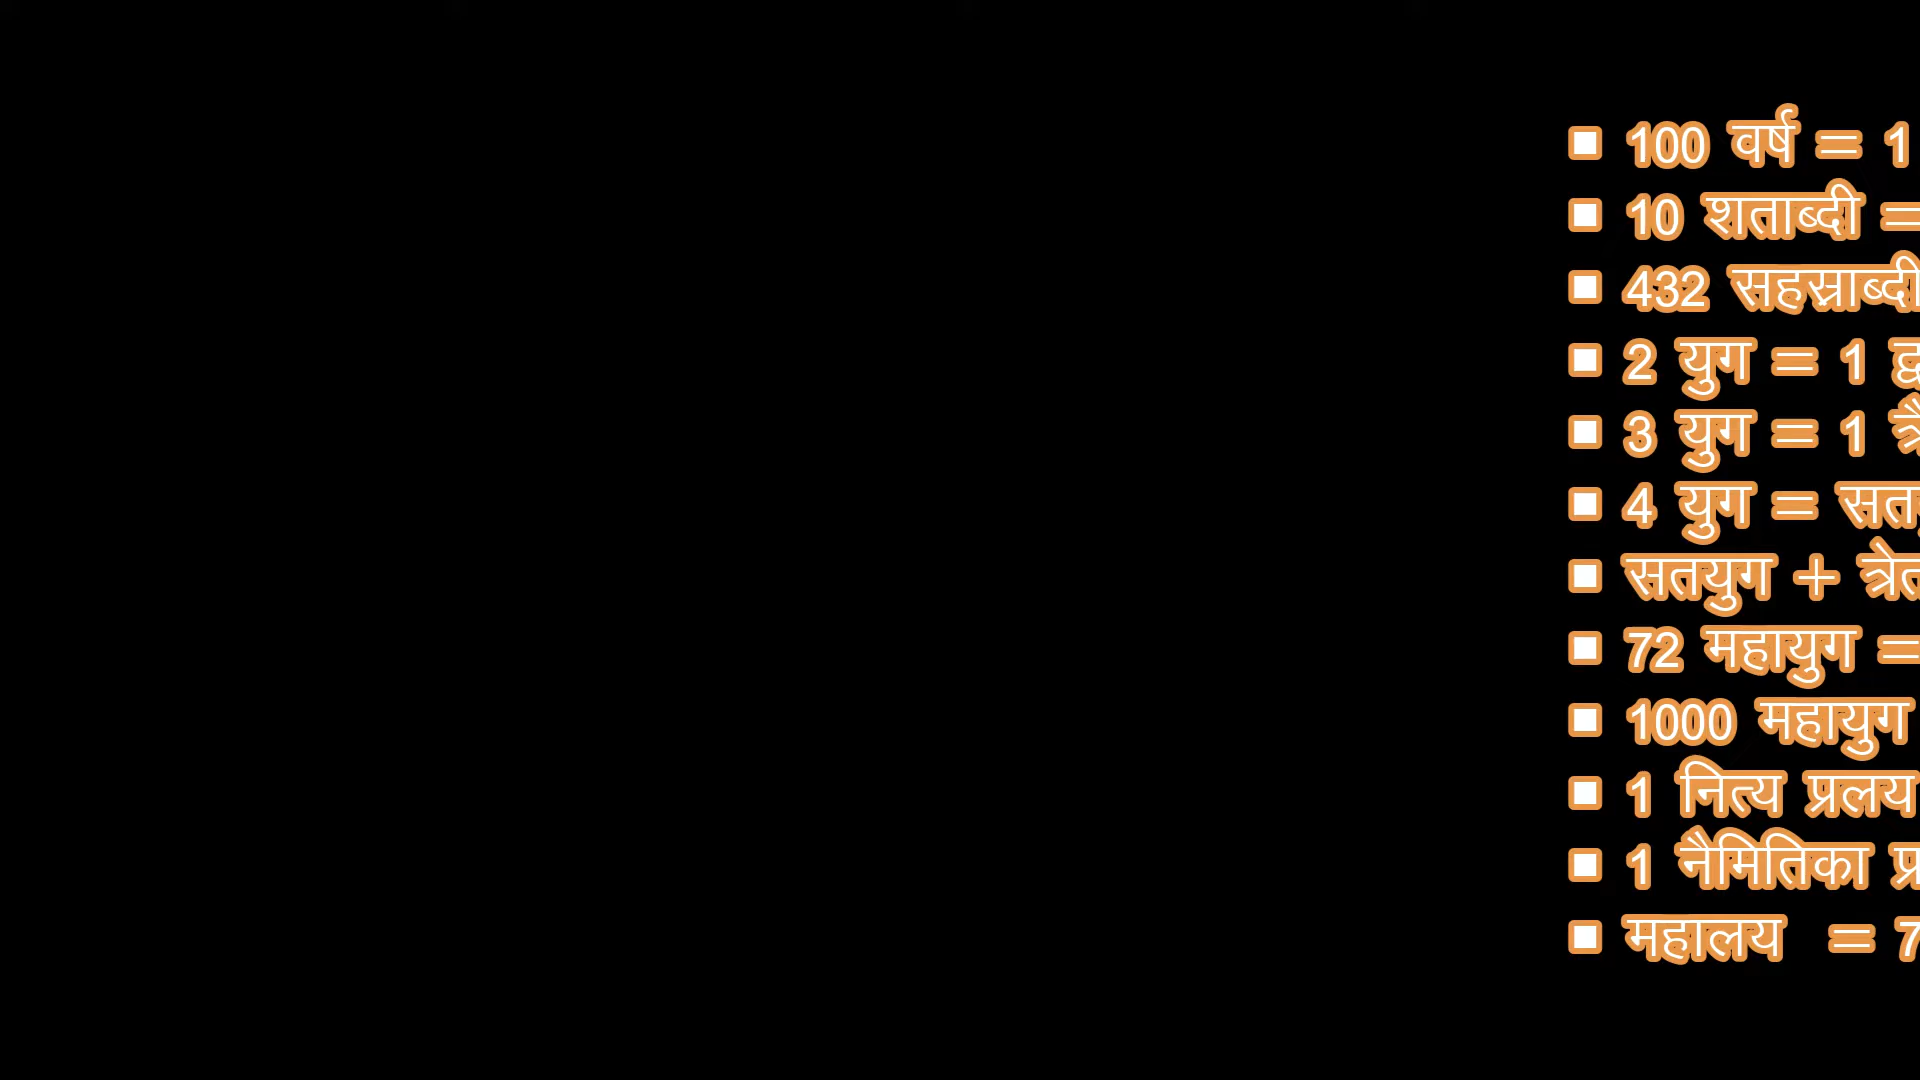 ▪ 100 वर्ष = 1
▪ 10 शताब्दी =
▪ 432 सहस्राब्दी
▪ 2 युग = 1
▪ 3 युग = 1
▪ 4 युग =
▪ सतयुग +
▪ 72 महायुग =
▪ 1000 महायुग
▪ 1 नित्य प्रलय
▪ 1 नैमितिका
▪ महालय = 7